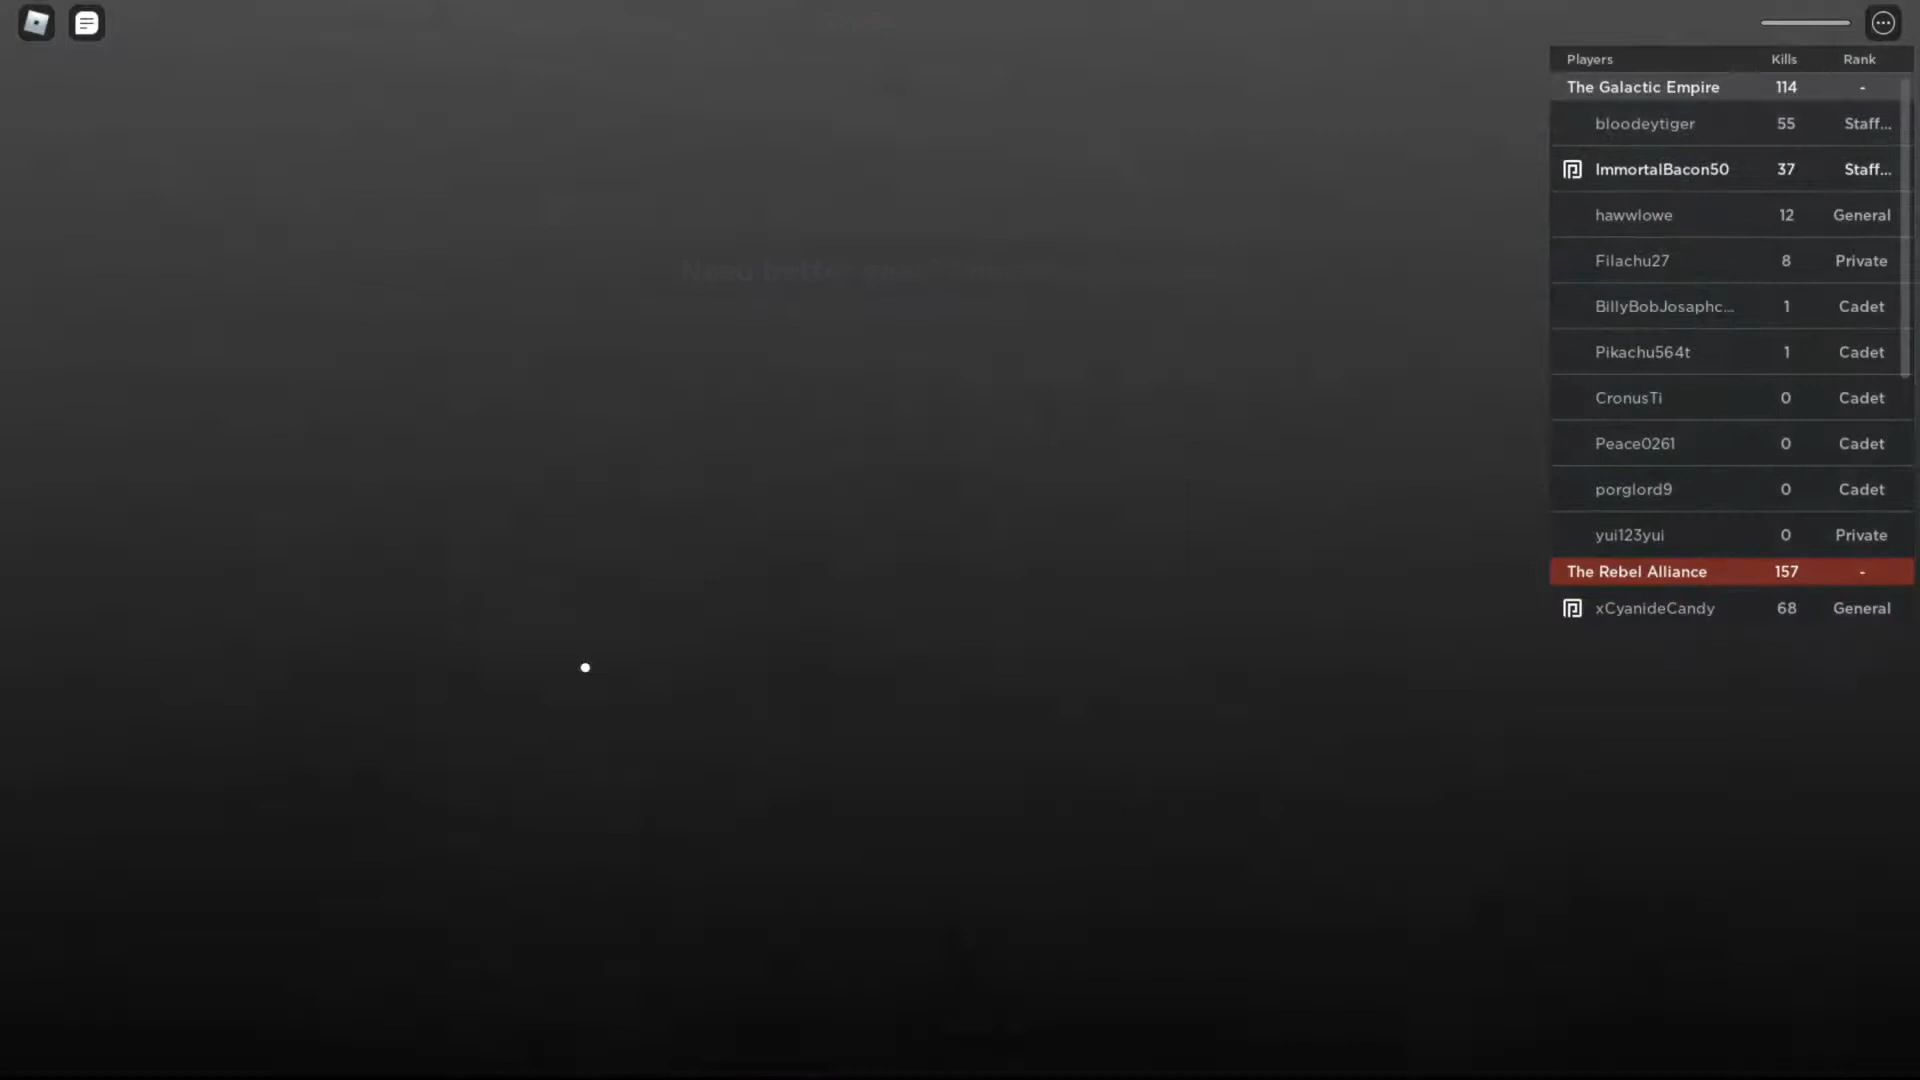 Players Kills Rank
The Galactic Empire 114 -
bloodeytiger 55 Staff...
ImmortalBacon50 37 Staff...
hawwlowe 12 General
Filachu27 8 Private
BillyBobJosaphc... 1 Cadet
Pikachu564t 1 Cadet
CronusTi 0 Cadet
Peace0261 0 Cadet
porglord9 0 Cadet
yui123yui 0 Private
The Rebel Alliance 157 -
xCyanideCandy 68 General